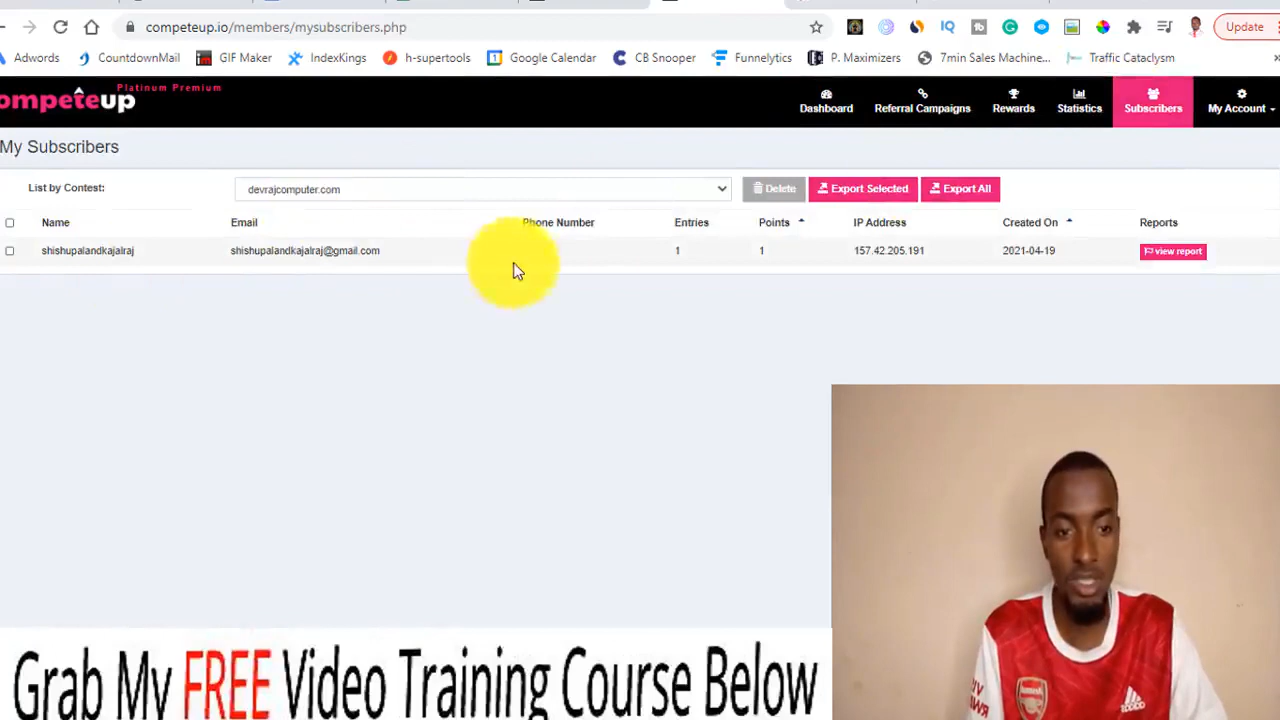 competeup.io/members/mysubscribers.php
Update
Adwords CountdownMail GIF Maker IndexKings h-supertools Google Calendar CB Snooper Funnelytics P. Maximizers 7min Sales Machine... Traffic Cataclysm
Platinum Premium
ompeteup
Dashboard Referral Campaigns Rewards Statistics Subscribers My Account
My Subscribers
List by Contest: devrajcomputer.com Delete Export Selected Export All
Name Email Phone Number Entries Points IP Address Created On Reports
shishupalandkajalraj shishupalandkajalraj@gmail.com 1 1 157.42.205.191 2021-04-19 view report
Grab My FREE Video Training Course Below